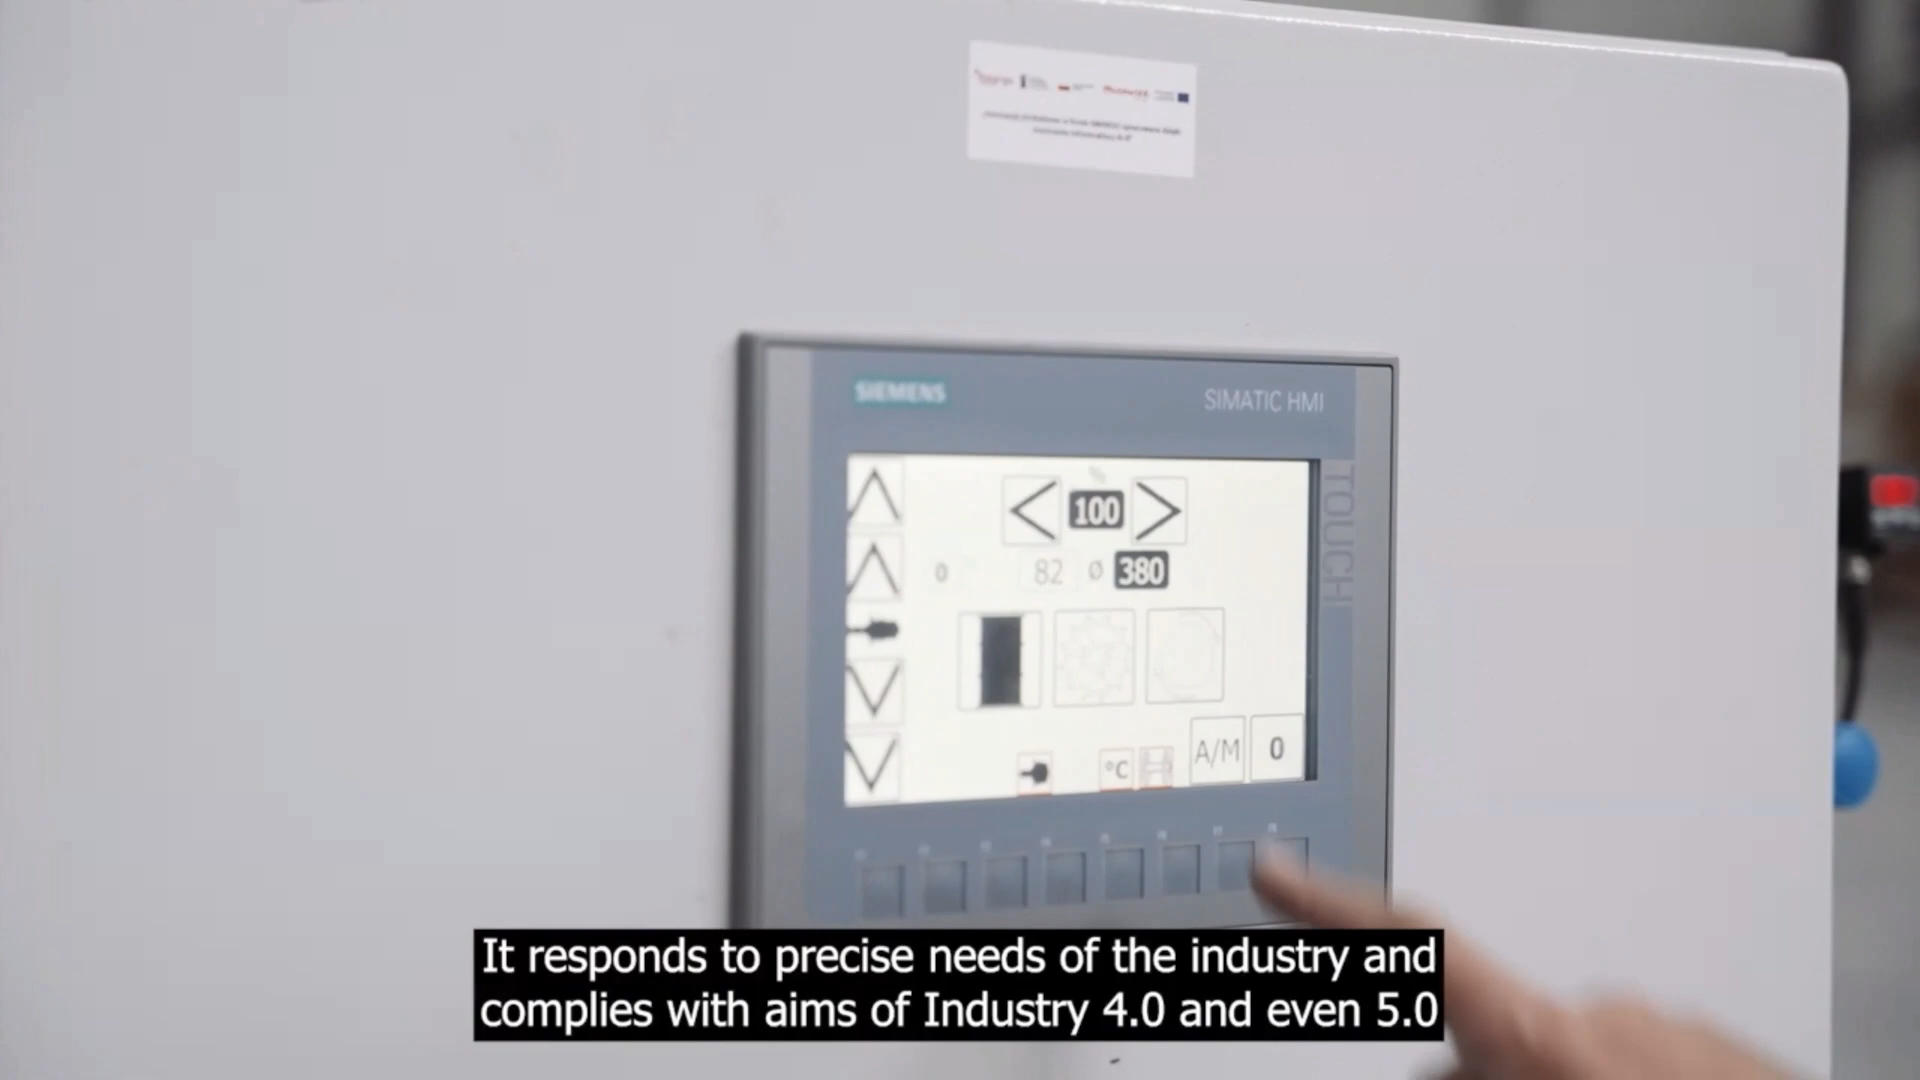 SIEMENS
SIMATIC HMI
TOUCH
%
100
0
82
Ø
380
°C
A/M
0
It responds to precise needs of the industry and
complies with aims of Industry 4.0 and even 5.0